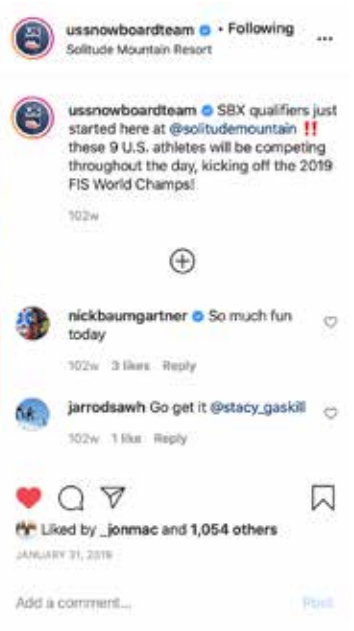 ussnowboardteam • Following
Solitude Mountain Resort
ussnowboardteam SBX qualifiers just
started here at @solitudemountain ‼️
these 9 U.S. athletes will be competing
throughout the day, kicking off the 2019
FIS World Champs!
102w
nickbaumgartner So much fun
today
102w 3 likes Reply
jarrodsawh Go get it @stacy_gaskill
102w 1 like Reply
Liked by _jonmac and 1,054 others
JANUARY 31, 2019
Add a comment... Post